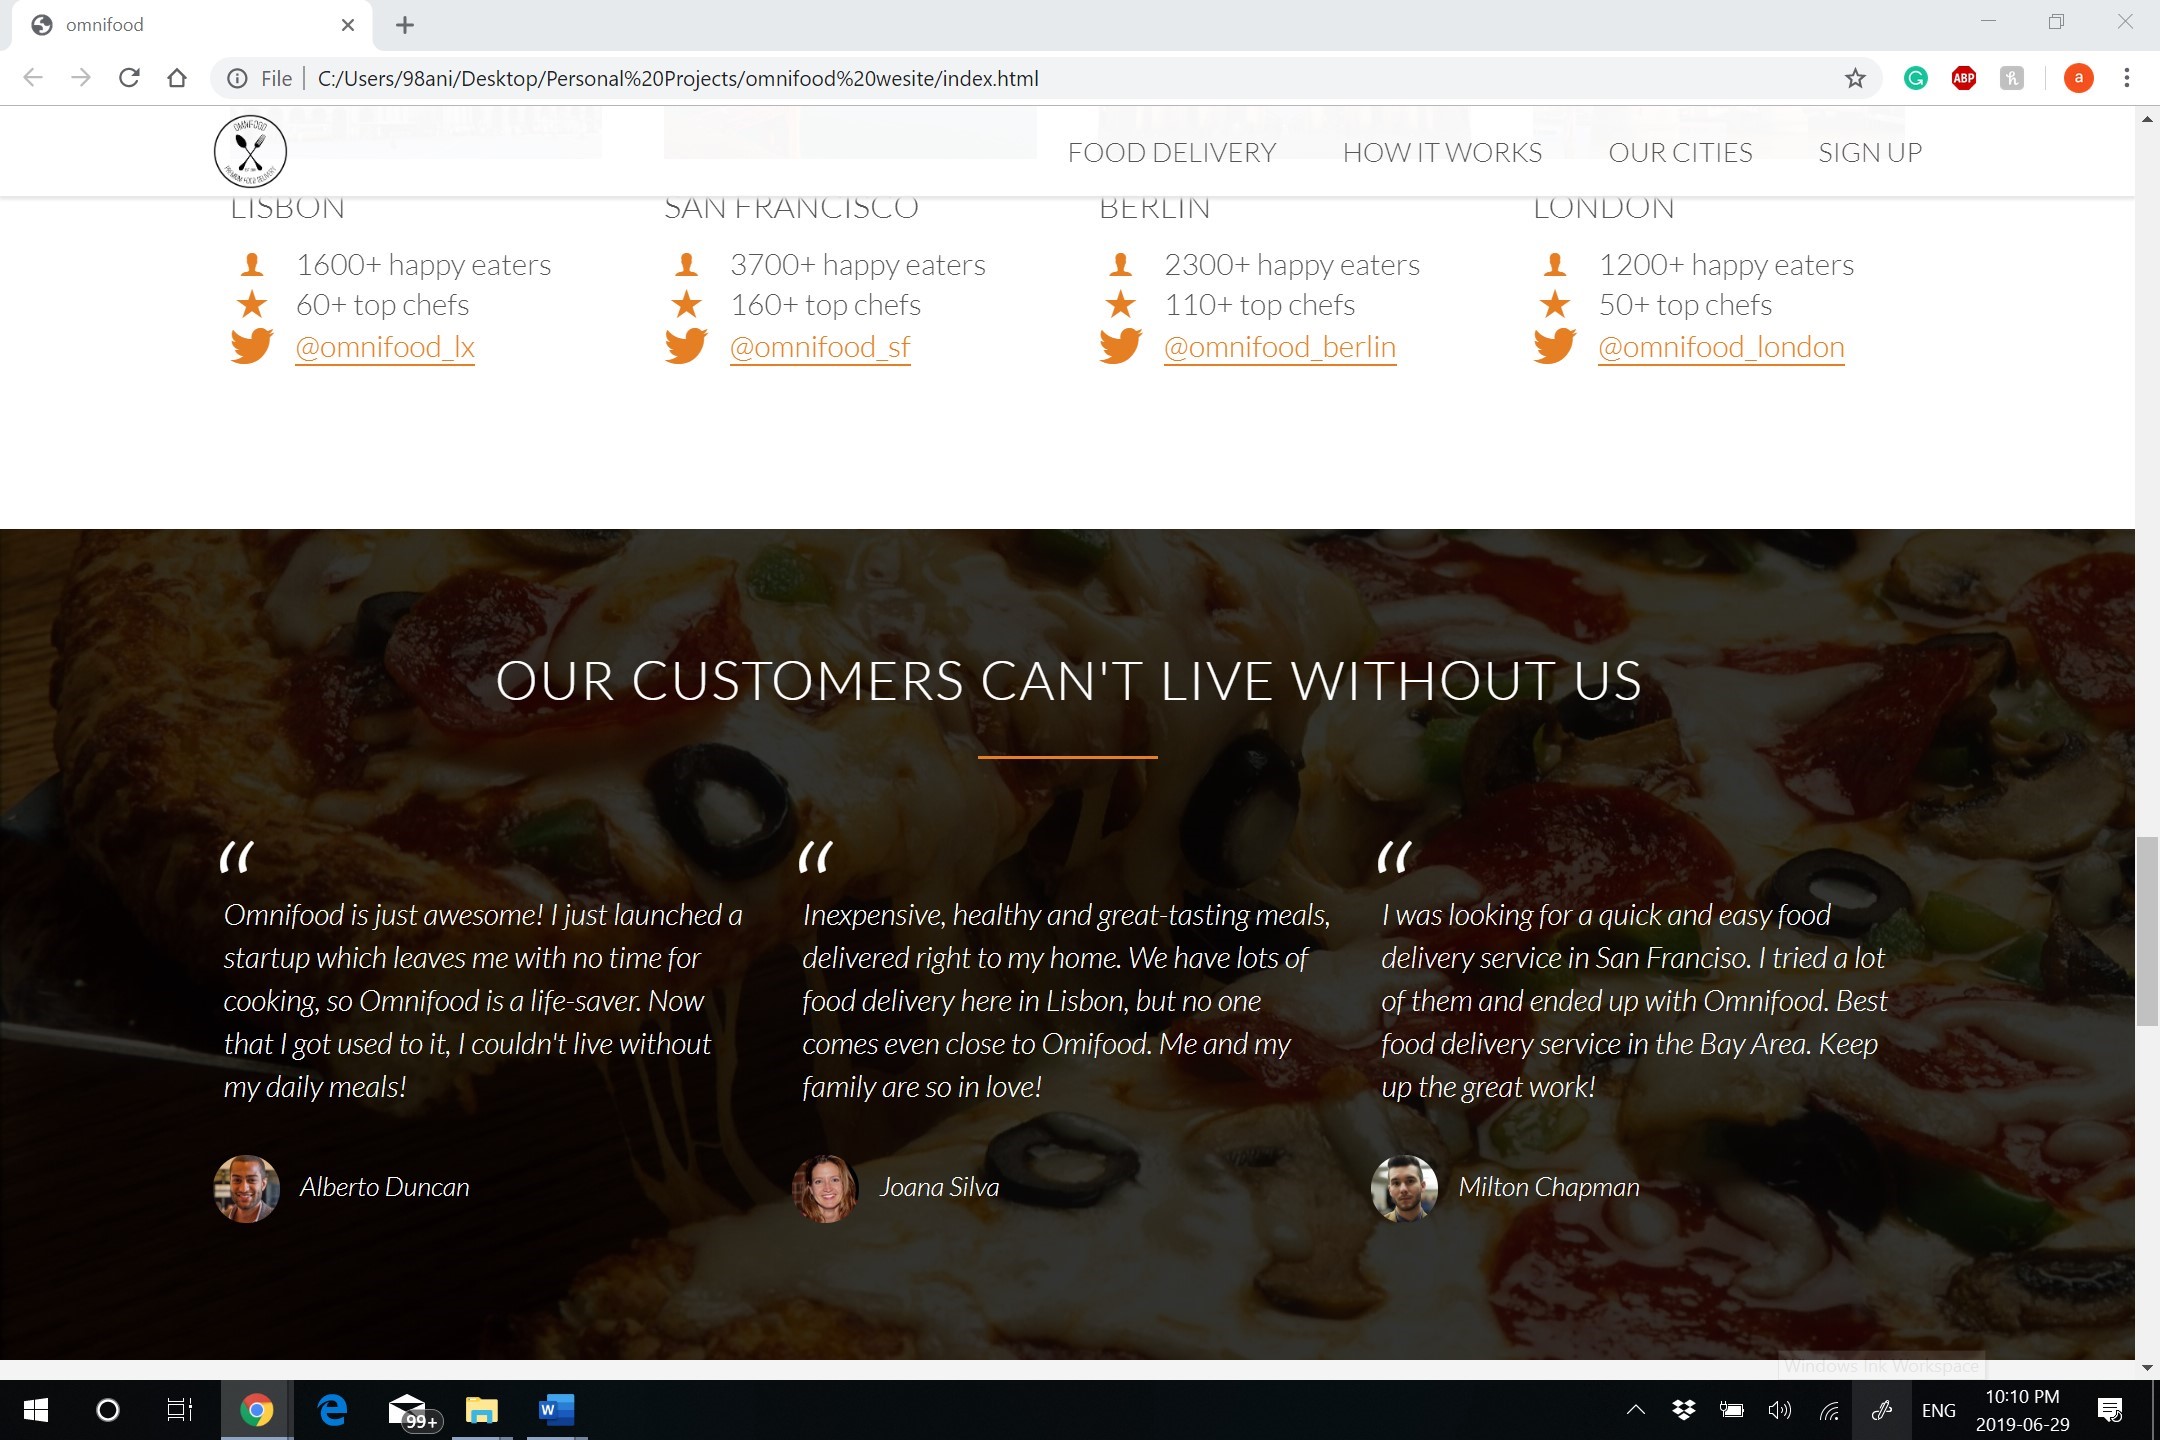 omnifood
File | C:/Users/98ani/Desktop/Personal%20Projects/omnifood%20wesite/index.html
ABP
a
OMNIFOOD
PREMIUM FOOD DELIVERY
FOOD DELIVERY HOW IT WORKS OUR CITIES SIGN UP
LISBON
1600+ happy eaters
60+ top chefs
@omnifood_lx
SAN FRANCISCO
3700+ happy eaters
160+ top chefs
@omnifood_sf
BERLIN
2300+ happy eaters
110+ top chefs
@omnifood_berlin
LONDON
1200+ happy eaters
50+ top chefs
@omnifood_london
OUR CUSTOMERS CAN'T LIVE WITHOUT US
“
Omnifood is just awesome! I just launched a
startup which leaves me with no time for
cooking, so Omnifood is a life-saver. Now
that I got used to it, I couldn't live without
my daily meals!
Alberto Duncan
“
Inexpensive, healthy and great-tasting meals,
delivered right to my home. We have lots of
food delivery here in Lisbon, but no one
comes even close to Omifood. Me and my
family are so in love!
Joana Silva
“
I was looking for a quick and easy food
delivery service in San Franciso. I tried a lot
of them and ended up with Omnifood. Best
food delivery service in the Bay Area. Keep
up the great work!
Milton Chapman
Windows Ink Workspace
99+
W
ENG
10:10 PM
2019-06-29